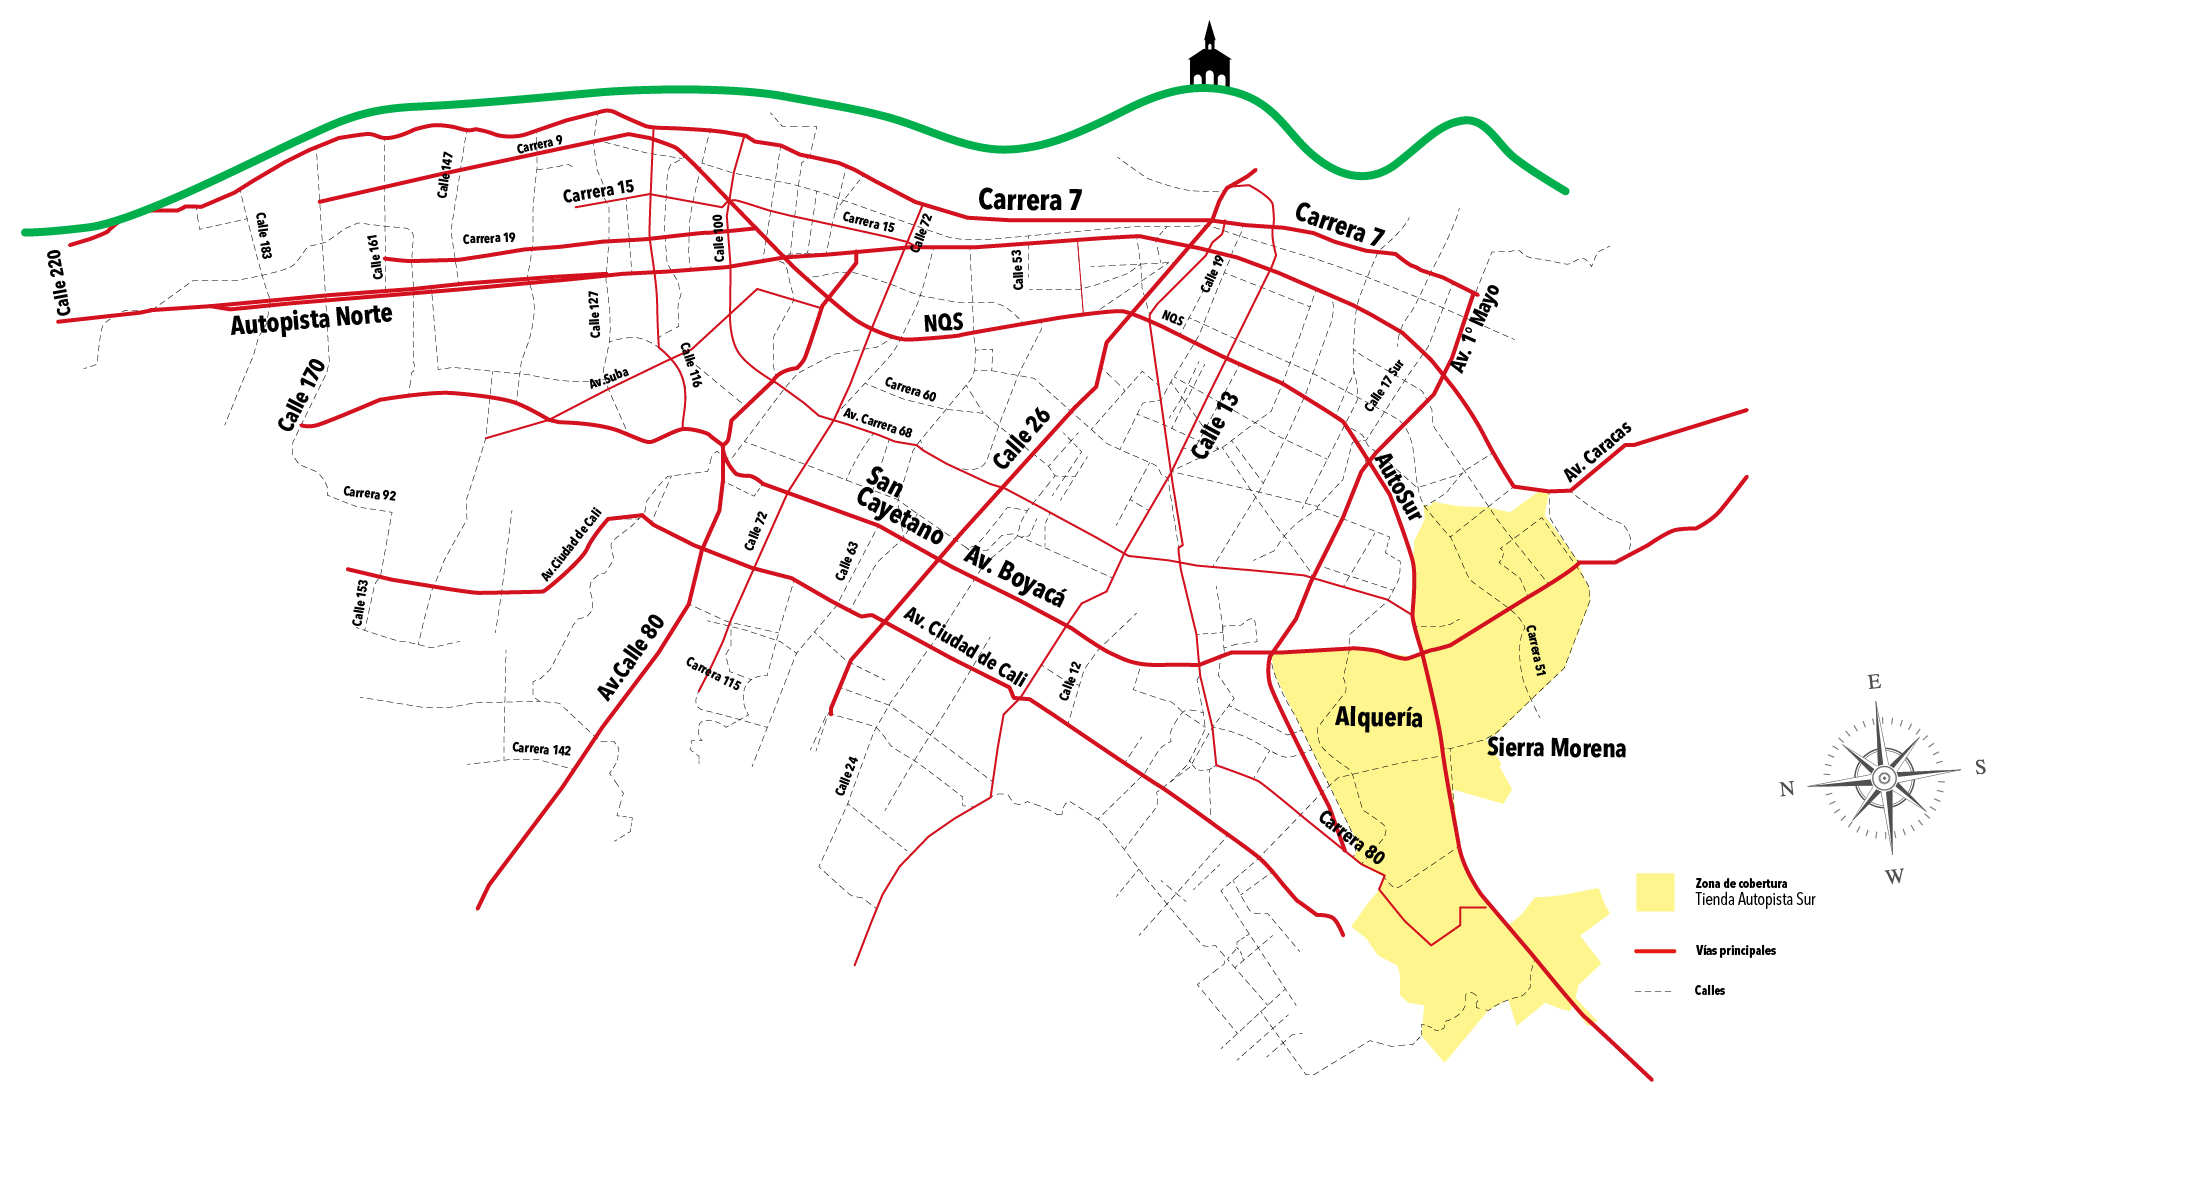 Carrera 9
Calle 147
Carrera 15
Carrera 7
Carrera 15
Calle 72
Carrera 7
Calle 183
Carrera 19
Calle 161
Calle 100
Calle 53
Calle 19
Calle 220
Autopista Norte
Calle 127
NQS
NQS
Av. 1º Mayo
Calle 170
Av.Suba
Calle 116
Carrera 60
Calle 17 Sur
Av. Carrera 68
Calle 26
Calle 13
Av. Caracas
AutoSur
Carrera 92
San
Cayetano
Av.Ciudad de Cali
Calle 72
Calle 63
Av. Boyacá
Calle 153
Av.Calle 80
Av. Ciudad de Cali
Carrera 115
Calle 12
Carrera 51
Alquería
Sierra Morena
Carrera 142
Calle 24
Carrera 80
E
N
S
W
Zona de cobertura
Tienda Autopista Sur
Vías principales
Calles